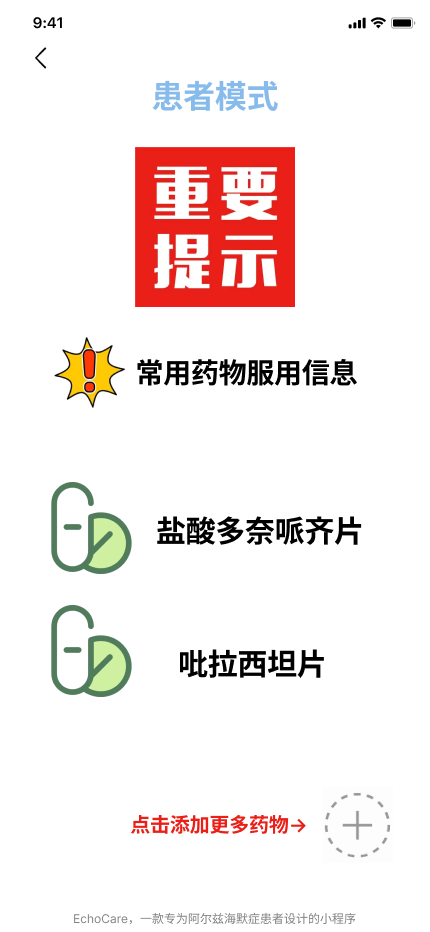 9:41
患者模式
重要
提示
常用药物服用信息
盐酸多奈哌齐片
吡拉西坦片
点击添加更多药物→
EchoCare，一款专为阿尔兹海默症患者设计的小程序